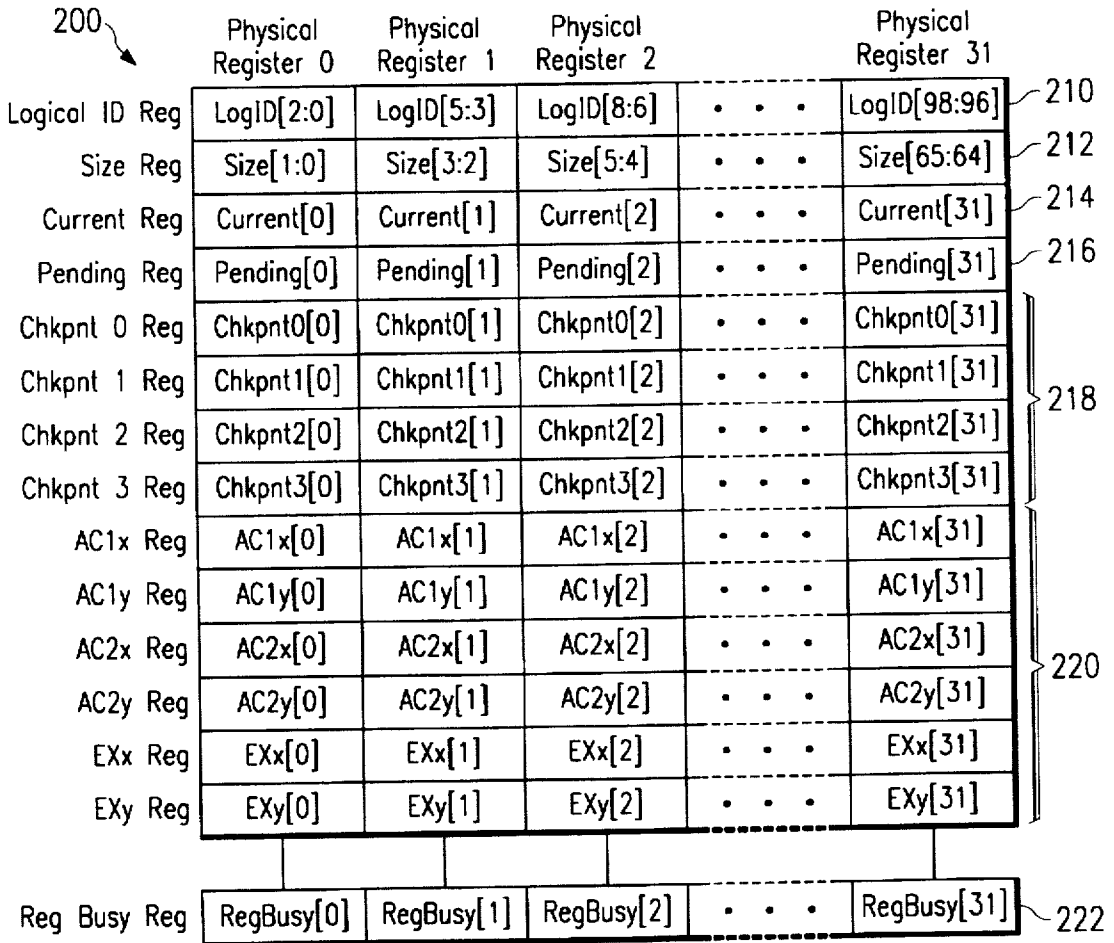 200
Physical Register 0 Physical Register 1 Physical Register 2 Physical Register 31
Logical ID Reg LogID[2:0] LogID[5:3] LogID[8:6] • • • LogID[98:96] 210
Size Reg Size[1:0] Size[3:2] Size[5:4] • • • Size[65:64] 212
Current Reg Current[0] Current[1] Current[2] • • • Current[31] 214
Pending Reg Pending[0] Pending[1] Pending[2] • • • Pending[31] 216
Chkpnt 0 Reg Chkpnt0[0] Chkpnt0[1] Chkpnt0[2] • • • Chkpnt0[31]
Chkpnt 1 Reg Chkpnt1[0] Chkpnt1[1] Chkpnt1[2] • • • Chkpnt1[31]
218
Chkpnt 2 Reg Chkpnt2[0] Chkpnt2[1] Chkpnt2[2] • • • Chkpnt2[31]
Chkpnt 3 Reg Chkpnt3[0] Chkpnt3[1] Chkpnt3[2] • • • Chkpnt3[31]
AC1x Reg AC1x[0] AC1x[1] AC1x[2] • • • AC1x[31]
AC1y Reg AC1y[0] AC1y[1] AC1y[2] • • • AC1y[31]
AC2x Reg AC2x[0] AC2x[1] AC2x[2] • • • AC2x[31]
220
AC2y Reg AC2y[0] AC2y[1] AC2y[2] • • • AC2y[31]
EXx Reg EXx[0] EXx[1] EXx[2] • • • EXx[31]
EXy Reg EXy[0] EXy[1] EXy[2] • • • EXy[31]
Reg Busy Reg RegBusy[0] RegBusy[1] RegBusy[2] • • • RegBusy[31] 222